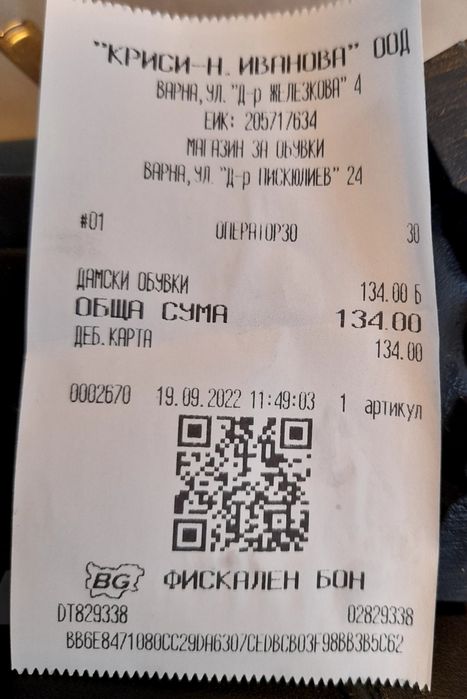 "КРИСИ-Н. ИВАНОВА" ООД
ВАРНА, УЛ. "Д-р ЖЕЛЕЗКОВА" 4
ЕИК: 205717634
МАГАЗИН ЗА ОБУВКИ
ВАРНА, УЛ. "Д-р ПИСКЮЛИЕВ" 24
#01 ОПЕРАТОР30 30
ДАМСКИ ОБУВКИ 134.00 Б
ОБЩА СУМА 134.00
ДЕБ. КАРТА 134.00
0002670 19.09.2022 11:49:03 1 артикул
BG ФИСКАЛЕН БОН
DT829338 02829338
BB6E8471080CC29DA6307CEDBCB03F98BB3B5C62